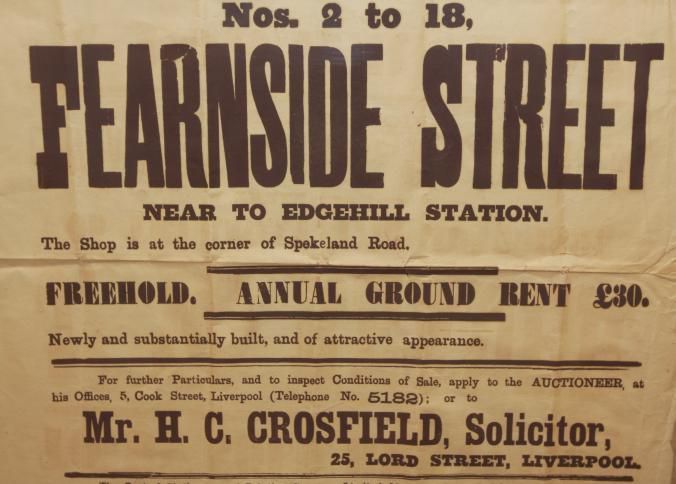 Nos. 2 to 18,
FEARNSIDE STREET
NEAR TO EDGEHILL STATION.
The Shop is at the corner of Spekeland Road.
FREEHOLD. ANNUAL GROUND RENT £30.
Newly and substantially built, and of attractive appearance.
For further Particulars, and to inspect Conditions of Sale, apply to the AUCTIONEER, at
his Offices, 5, Cook Street, Liverpool (Telephone No. 5182); or to
Mr. H. C. CROSFIELD, Solicitor,
25, LORD STREET, LIVERPOOL.